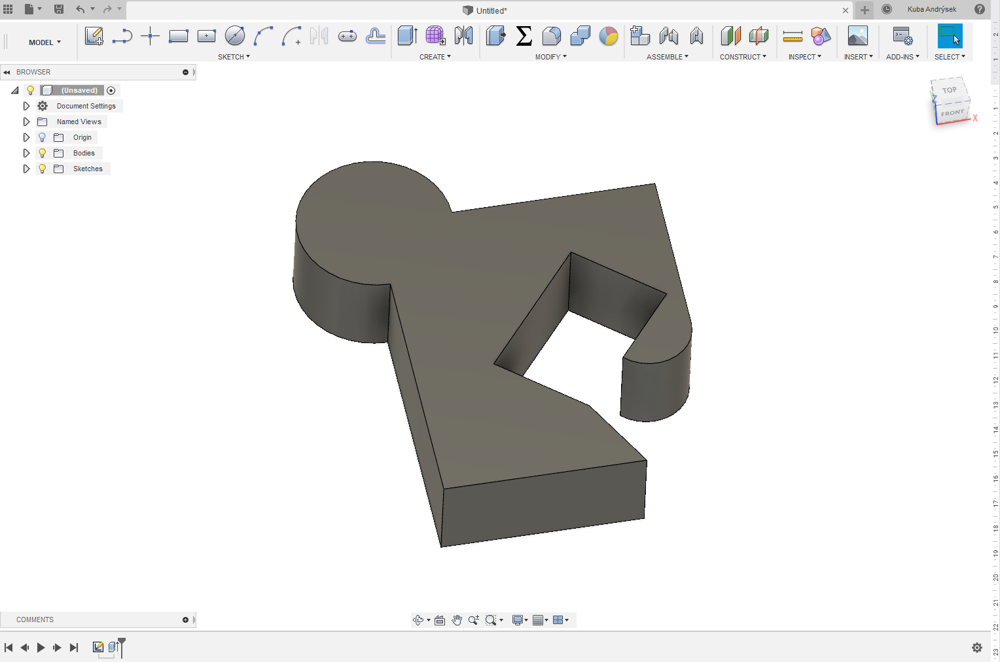 Untitled*
Kuba Andrýsek
MODEL
SKETCH
CREATE
MODIFY
ASSEMBLE
CONSTRUCT
INSPECT
INSERT
ADD-INS
SELECT
BROWSER
(Unsaved)
Document Settings
Named Views
Origin
Bodies
Sketches
TOP
FRONT
Z
X
COMMENTS
2
1
1
2
3
4
5
6
7
8
9
10
11
12
13
14
15
16
17
18
19
20
21
22
23